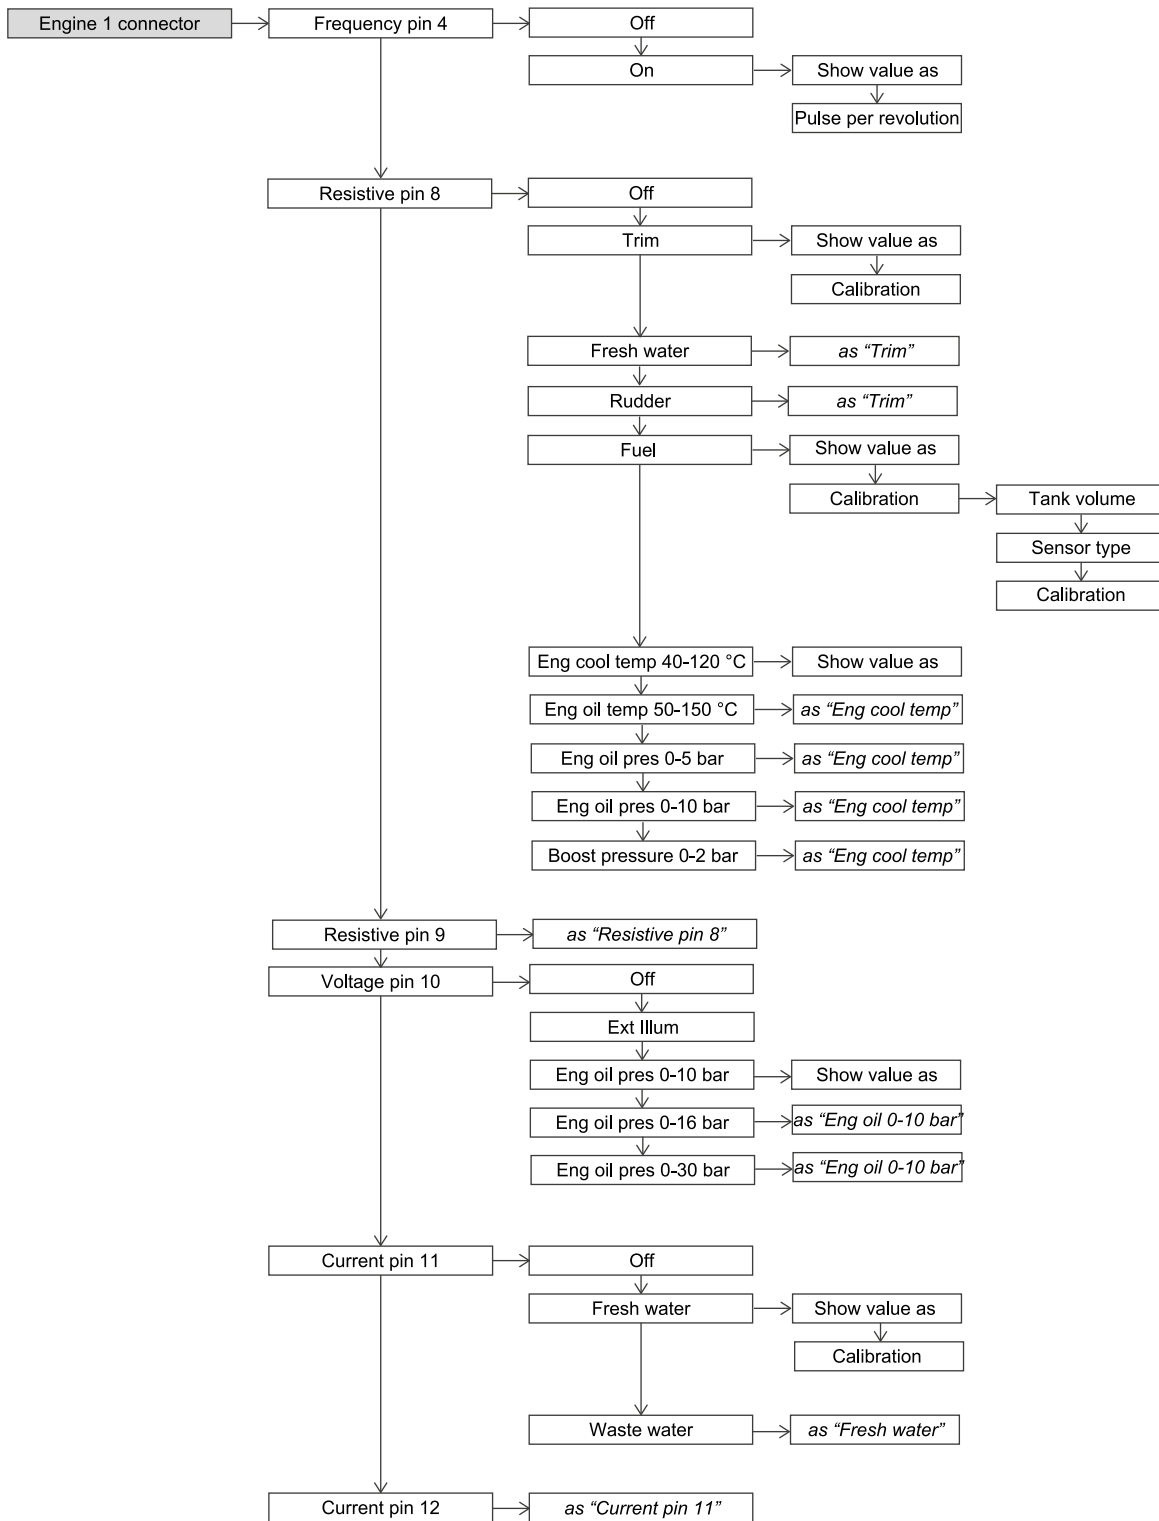 Engine 1 connector
Frequency pin 4
Off
On
Show value as
Pulse per revolution
Resistive pin 8
Off
Trim
Show value as
Calibration
Fresh water
as “Trim”
Rudder
as “Trim”
Fuel
Show value as
Calibration
Tank volume
Sensor type
Calibration
Eng cool temp 40-120 °C
Show value as
Eng oil temp 50-150 °C
as “Eng cool temp”
Eng oil pres 0-5 bar
as “Eng cool temp”
Eng oil pres 0-10 bar
as “Eng cool temp”
Boost pressure 0-2 bar
as “Eng cool temp”
Resistive pin 9
as “Resistive pin 8”
Voltage pin 10
Off
Ext Illum
Eng oil pres 0-10 bar
Show value as
Eng oil pres 0-16 bar
as “Eng oil 0-10 bar”
Eng oil pres 0-30 bar
as “Eng oil 0-10 bar”
Current pin 11
Off
Fresh water
Show value as
Calibration
Waste water
as “Fresh water”
Current pin 12
as “Current pin 11”